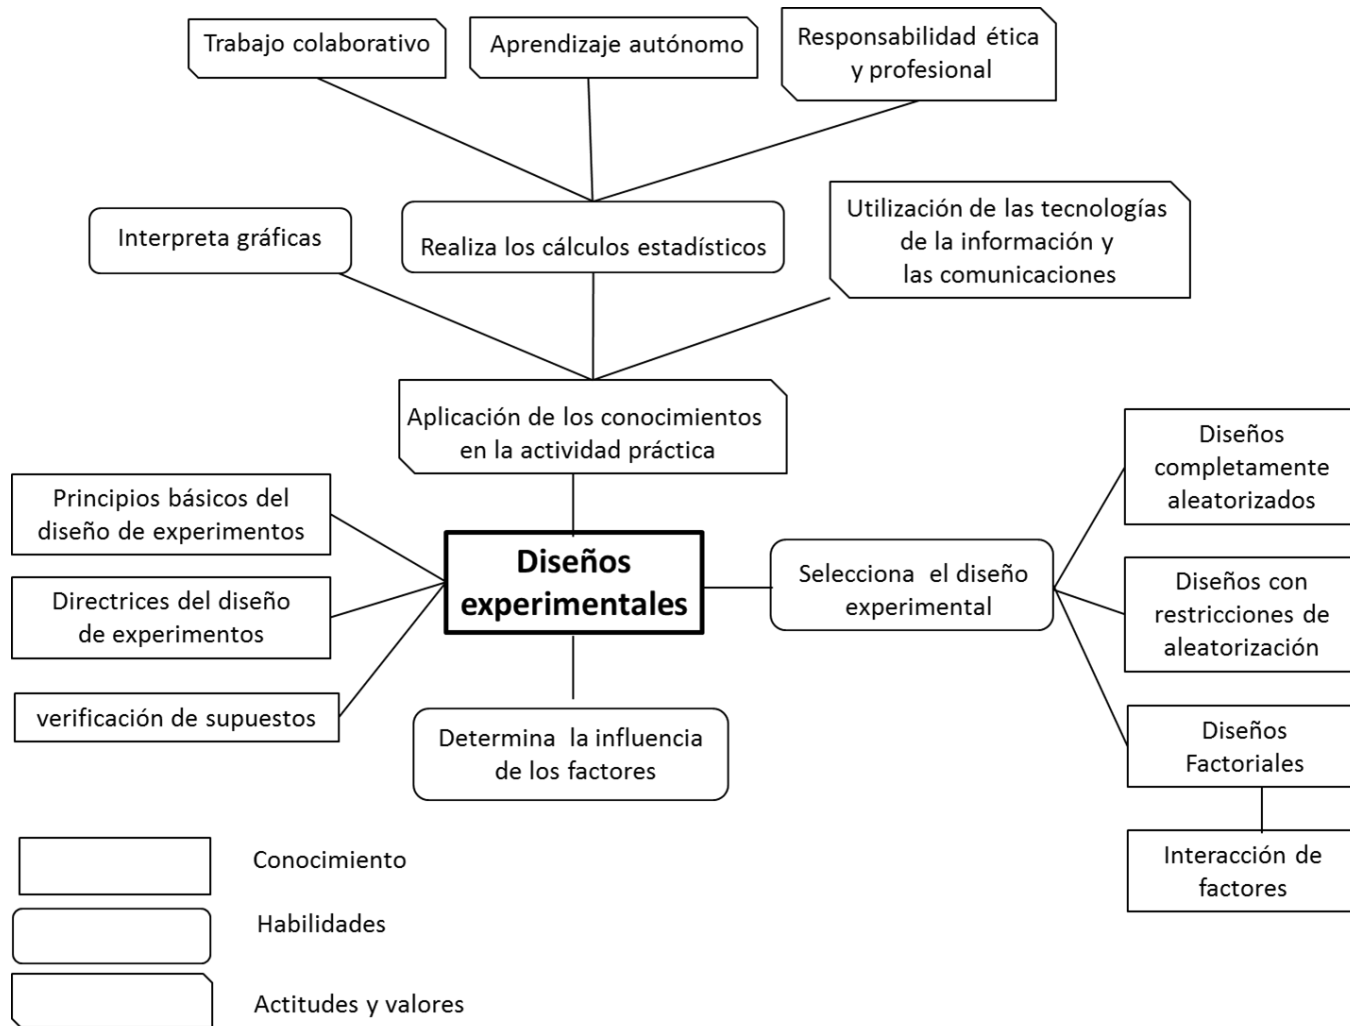 Trabajo colaborativo
Aprendizaje autónomo
Responsabilidad ética
y profesional
Interpreta gráficas
Realiza los cálculos estadísticos
Utilización de las tecnologías
de la información y
las comunicaciones
Aplicación de los conocimientos
en la actividad práctica
Principios básicos del
diseño de experimentos
Directrices del diseño
de experimentos
verificación de supuestos
Diseños
experimentales
Determina la influencia
de los factores
Selecciona el diseño
experimental
Diseños
completamente
aleatorizados
Diseños con
restricciones de
aleatorización
Diseños
Factoriales
Interacción de
factores
Conocimiento
Habilidades
Actitudes y valores